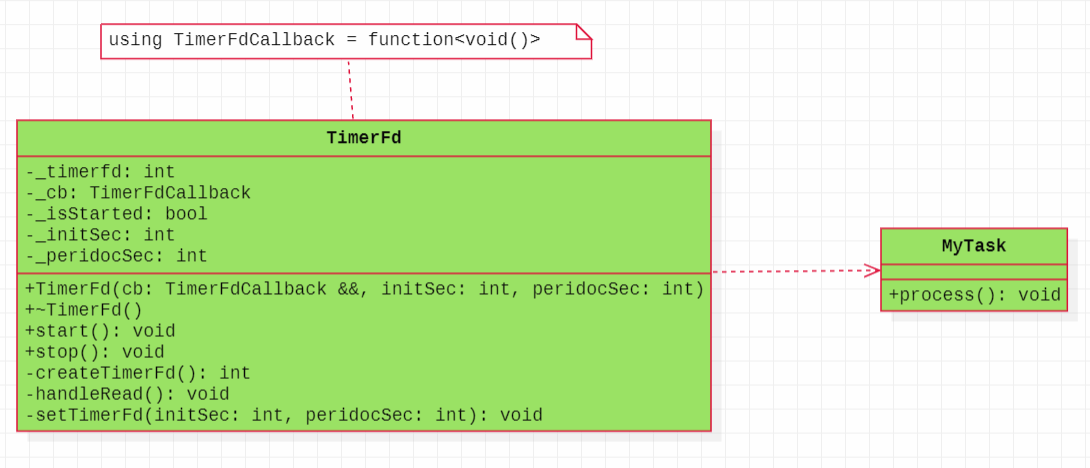 using TimerFdCallback = function<void()>
TimerFd
-_timerfd: int
-_cb: TimerFdCallback
-_isStarted: bool
-_initSec: int
-_peridocSec: int
+TimerFd(cb: TimerFdCallback &&, initSec: int, peridocSec: int)
+~TimerFd()
+start(): void
+stop(): void
-createTimerFd(): int
-handleRead(): void
-setTimerFd(initSec: int, peridocSec: int): void
MyTask
+process(): void